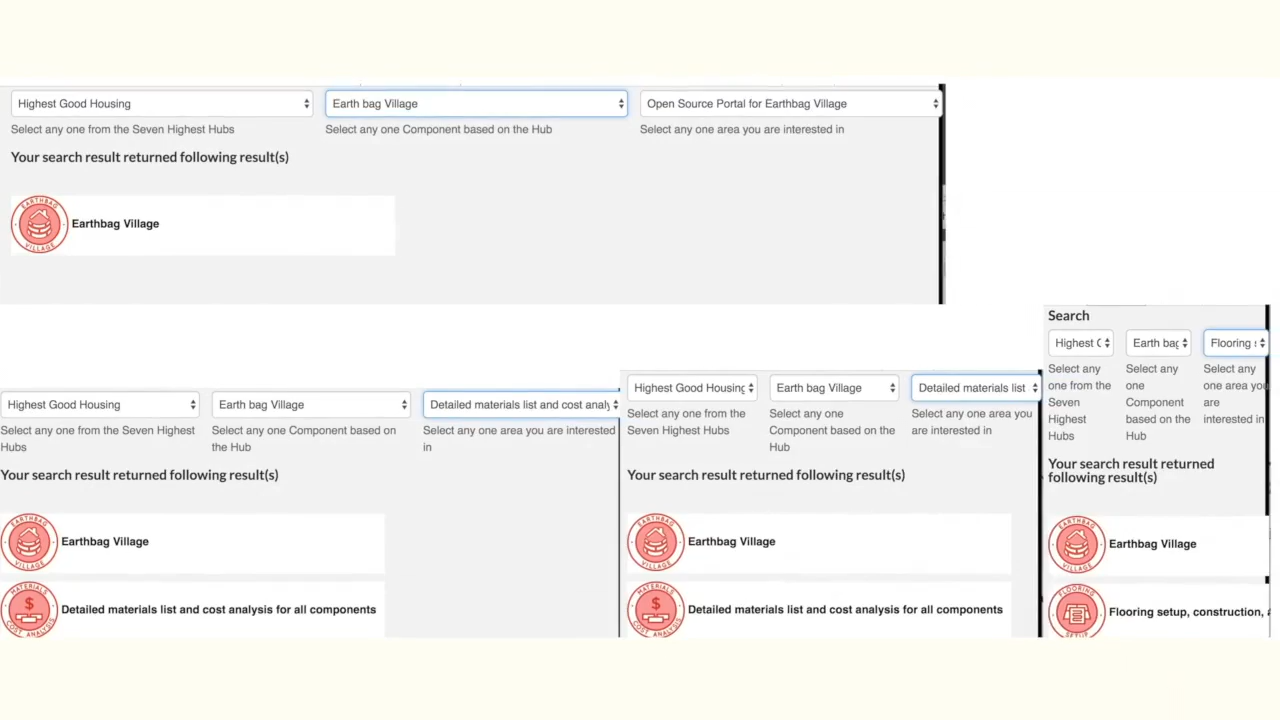 Highest Good Housing
Earth bag Village
Open Source Portal for Earthbag Village
Select any one from the Seven Highest Hubs
Select any one Component based on the Hub
Select any one area you are interested in
Your search result returned following result(s)
EARTHBAG
VILLAGE
Earthbag Village
Highest Good Housing
Earth bag Village
Detailed materials list and cost analy
Select any one from the Seven Highest
Hubs
Select any one Component based on
the Hub
Select any one area you are interested
in
Your search result returned following result(s)
EARTHBAG
VILLAGE
Earthbag Village
MATERIALS
$
COST ANALYSIS
Detailed materials list and cost analysis for all components
Highest Good Housing
Earth bag Village
Detailed materials list
Select any one from the
Seven Highest Hubs
Select any one
Component based on the
Hub
Select any one area you
are interested in
Your search result returned following result(s)
EARTHBAG
VILLAGE
Earthbag Village
MATERIALS
$
COST ANALYSIS
Detailed materials list and cost analysis for all components
Search
Highest
Earth bag
Flooring
Select any
one from the
Seven
Highest
Hubs
Select any
one
Component
based on the
Hub
Select any
one area you
are
interested in
Your search result returned
following result(s)
EARTHBAG
VILLAGE
Earthbag Village
FLOORING
SETUP
Flooring setup, construction,